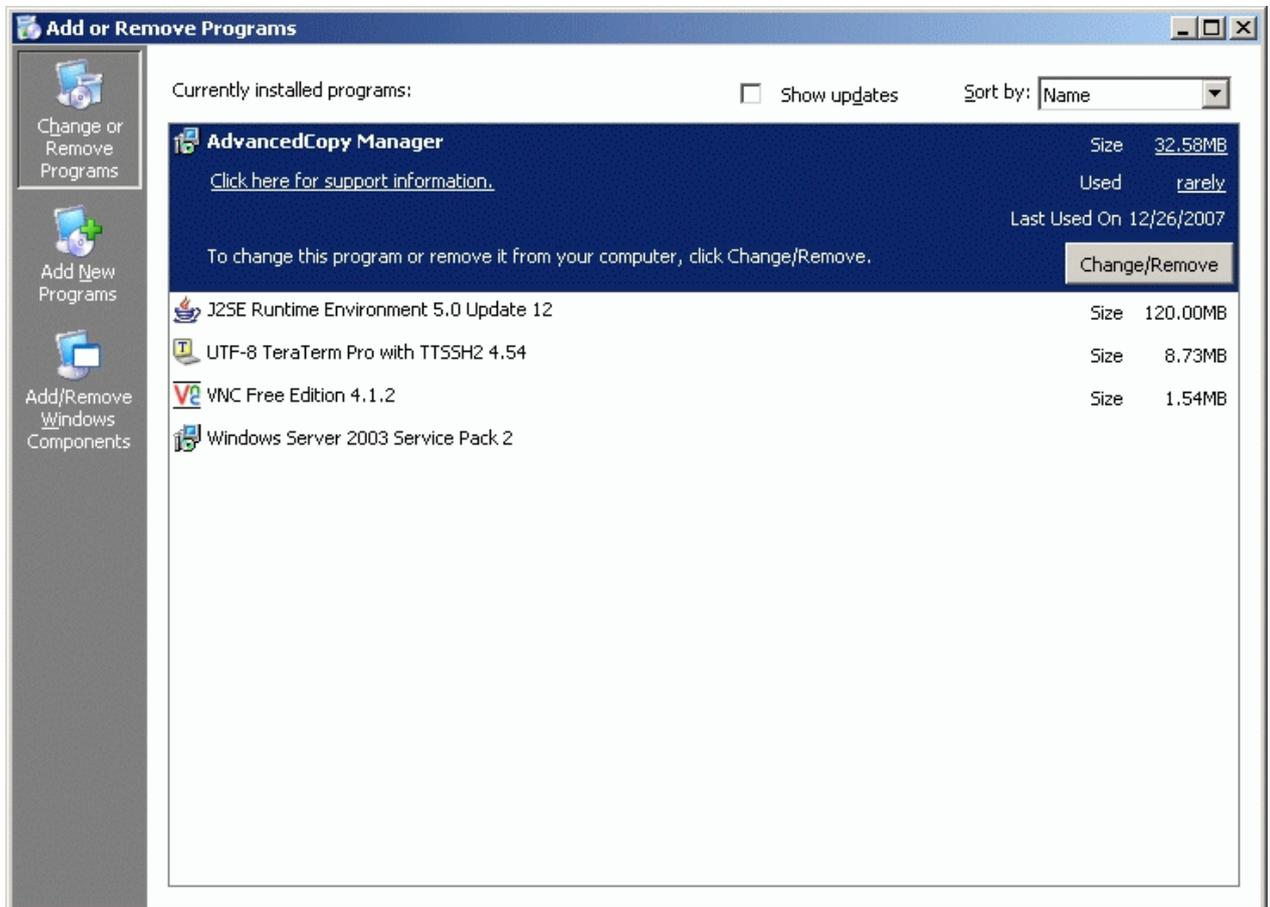 Add or Remove Programs
Change or
Remove
Programs
Add New
Programs
Add/Remove
Windows
Components
Currently installed programs:
Show updates
Sort by: Name
AdvancedCopy Manager Size 32.58MB
Click here for support information. Used rarely
Last Used On 12/26/2007
To change this program or remove it from your computer, click Change/Remove. Change/Remove
J2SE Runtime Environment 5.0 Update 12 Size 120.00MB
UTF-8 TeraTerm Pro with TTSSH2 4.54 Size 8.73MB
VNC Free Edition 4.1.2 Size 1.54MB
Windows Server 2003 Service Pack 2